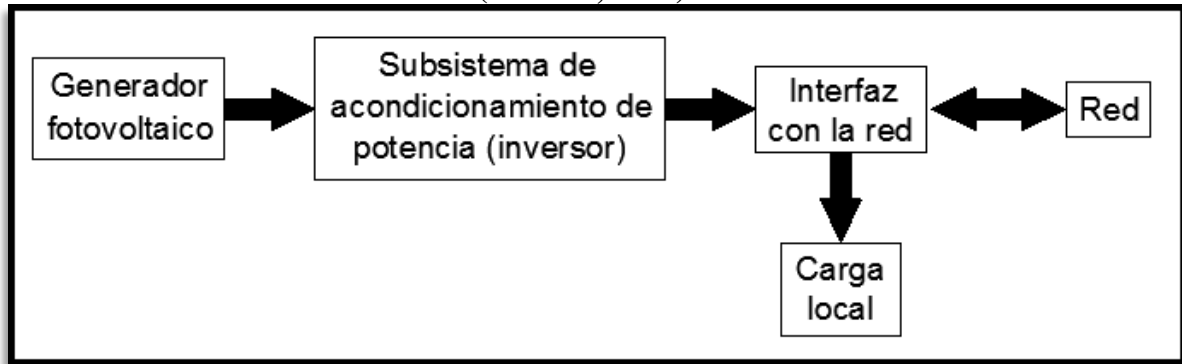 Generador
fotovoltaico
Subsistema de
acondicionamiento de
potencia (inversor)
Interfaz
con la red
Red
Carga
local